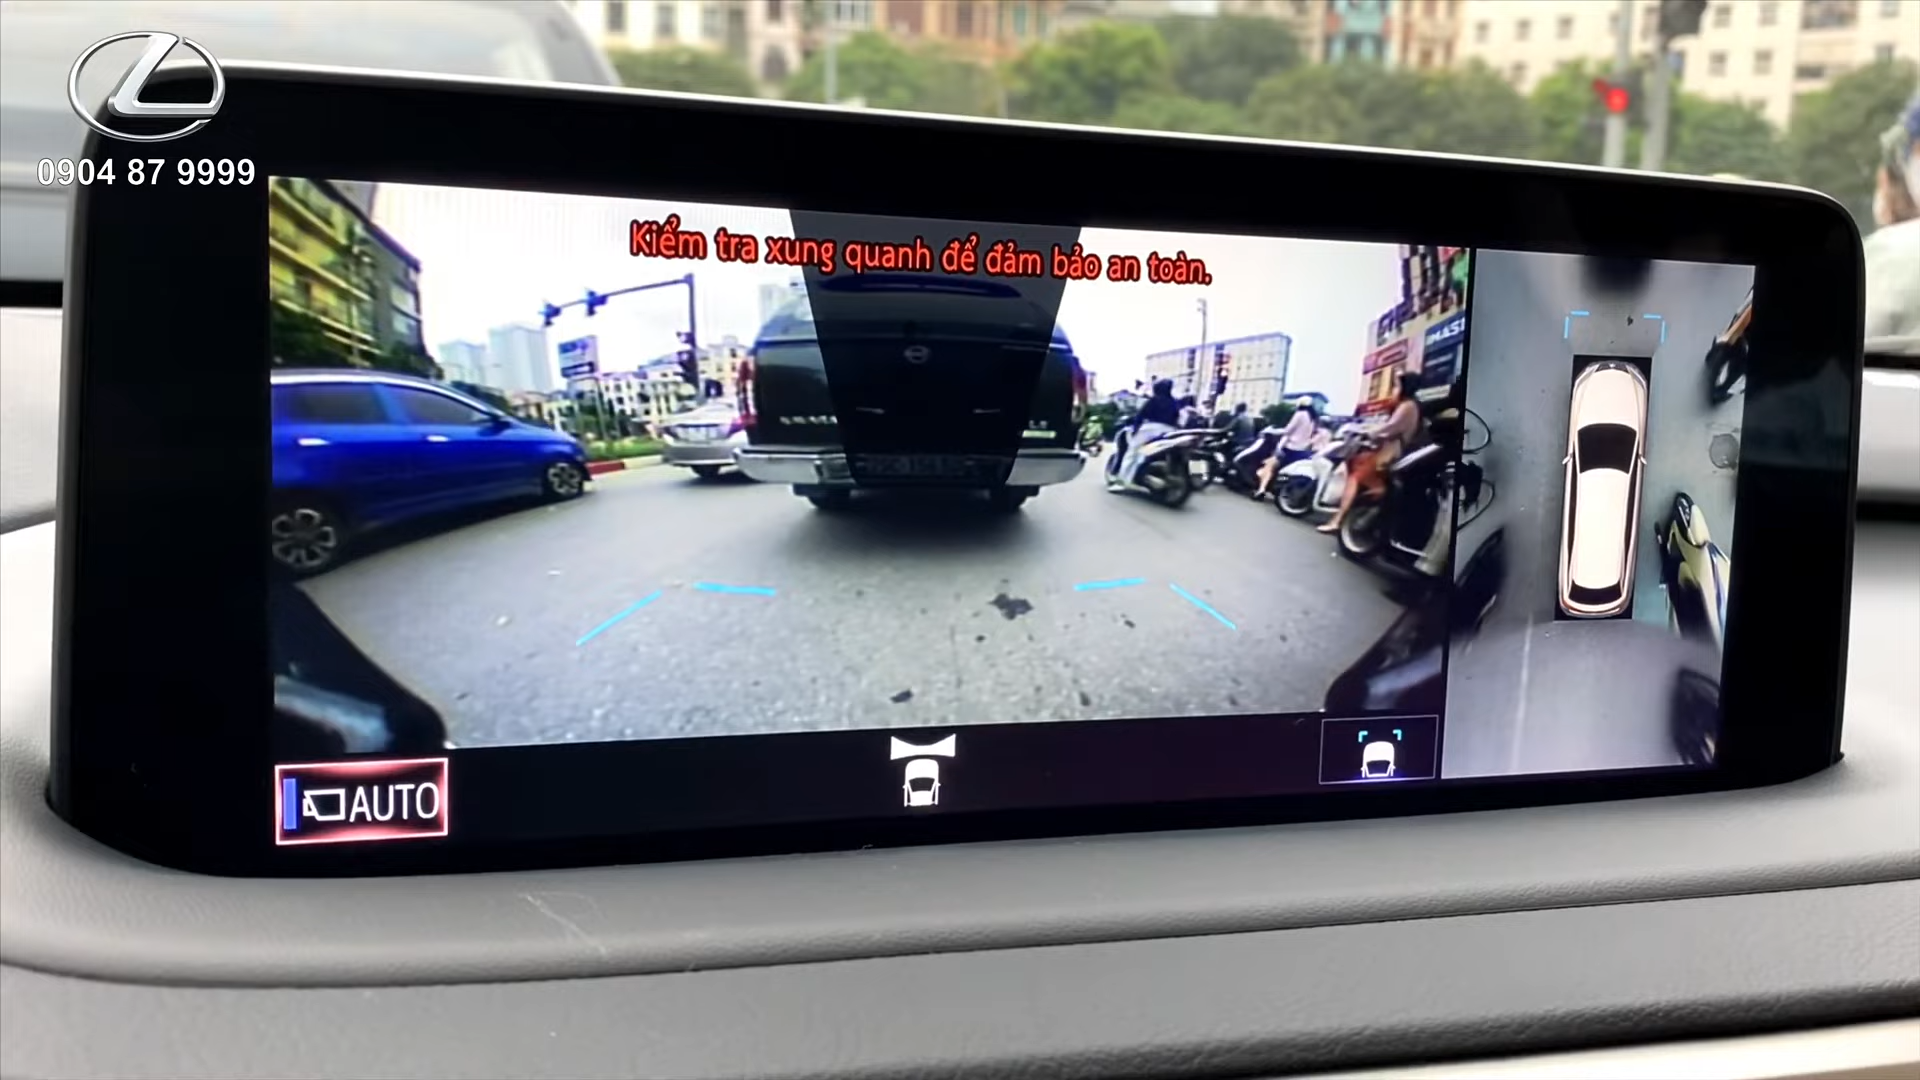 0904 87 9999
Kiểm tra xung quanh để đảm bảo an toàn.
AUTO